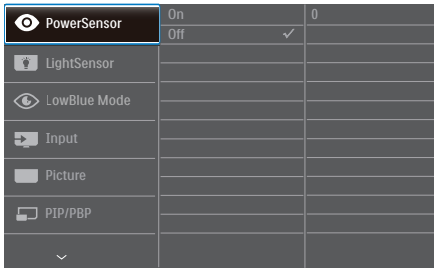 PowerSensor
On
0
Off
LightSensor
LowBlue Mode
Input
Picture
PIP/PBP